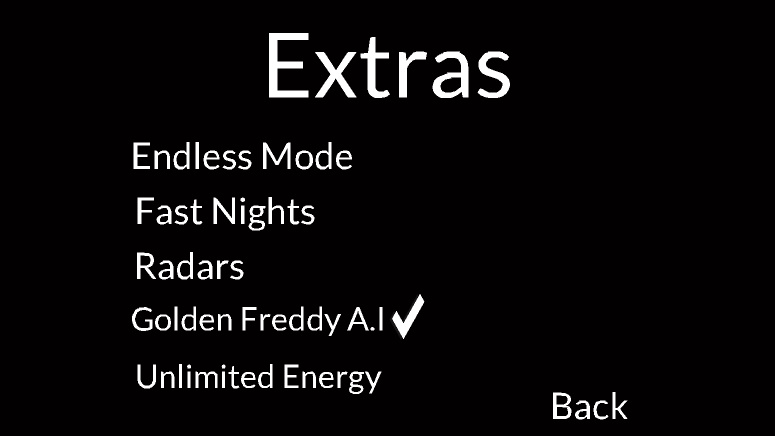 Extras
Endless Mode
Fast Nights
Radars
Golden Freddy A.I
Unlimited Energy
Back